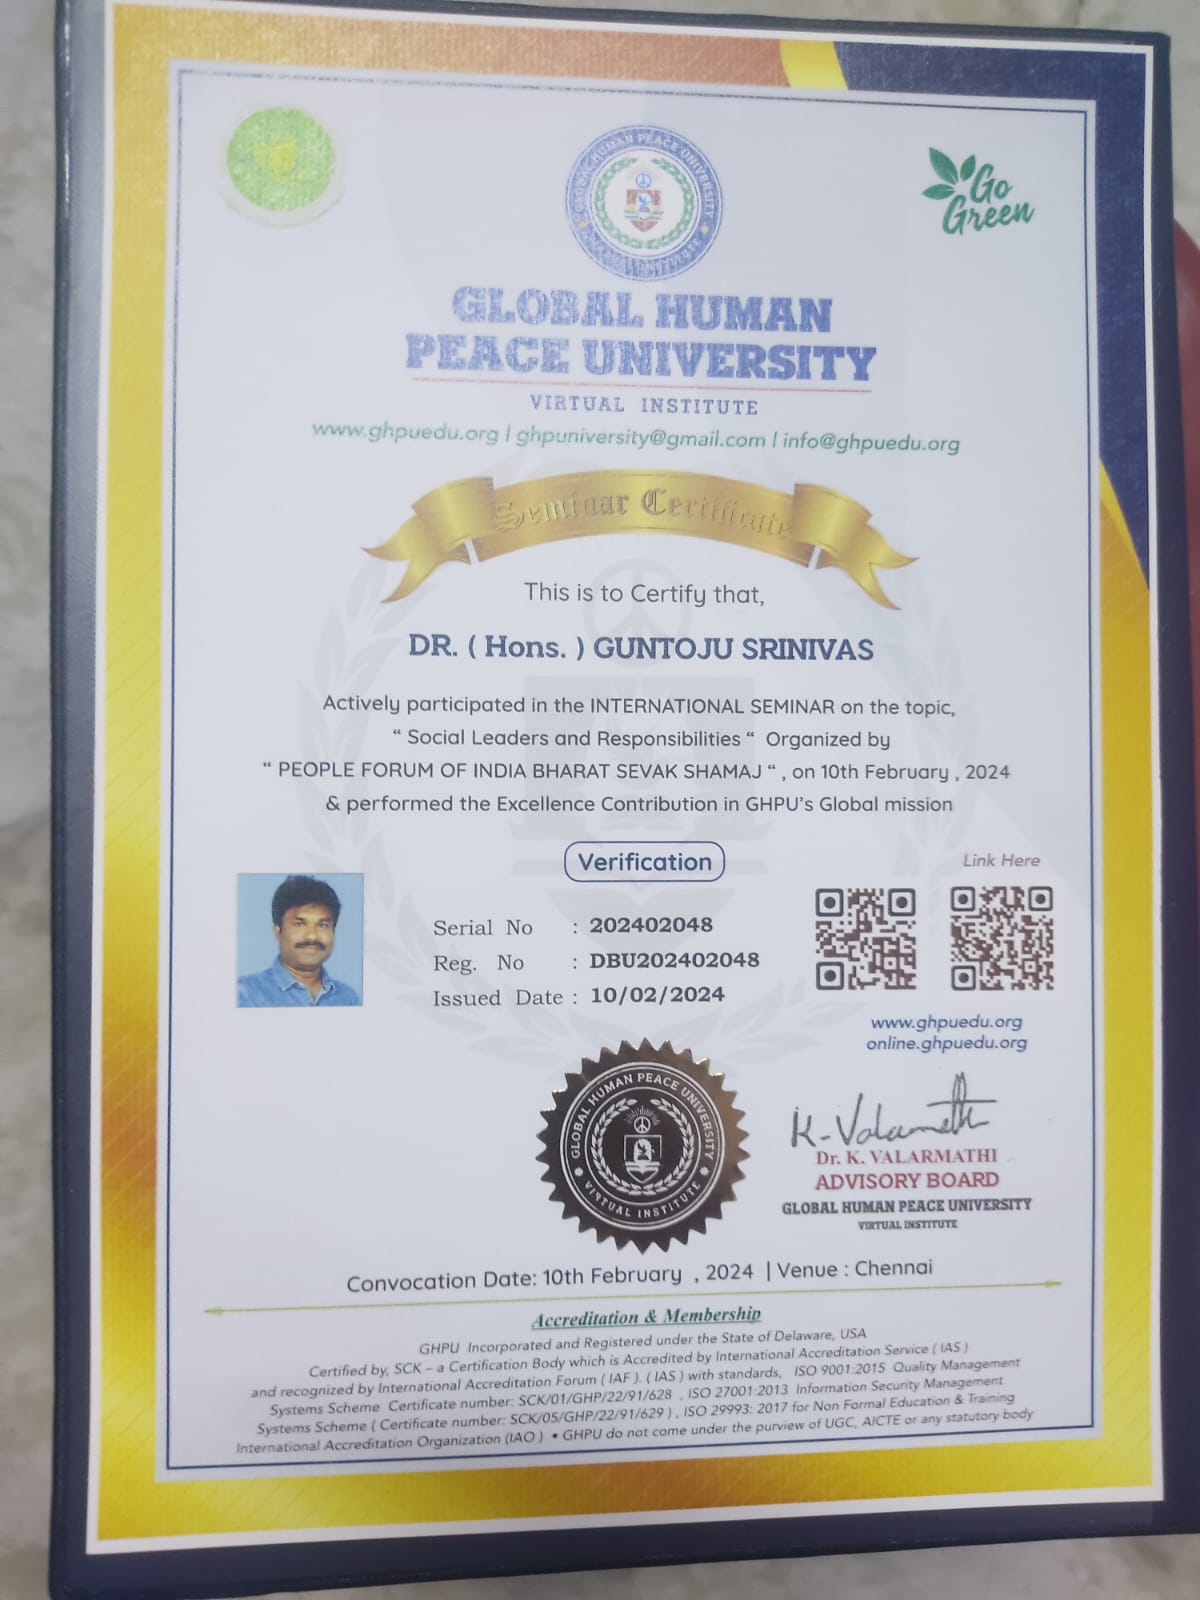 GLOBAL HUMAN PEACE UNIVERSITY
VIRTUAL INSTITUTE
Go
Green
GLOBAL HUMAN
PEACE UNIVERSITY
VIRTUAL INSTITUTE
www.ghpuedu.org | ghpuniversity@gmail.com | info@ghpuedu.org
Seminar Certificate
This is to Certify that,
DR. ( Hons. ) GUNTOJU SRINIVAS
Actively participated in the INTERNATIONAL SEMINAR on the topic,
“ Social Leaders and Responsibilities “ Organized by
“ PEOPLE FORUM OF INDIA BHARAT SEVAK SHAMAJ “ , on 10th February , 2024
& performed the Excellence Contribution in GHPU’s Global mission
Verification
Link Here
Serial No : 202402048
Reg. No : DBU202402048
Issued Date : 10/02/2024
www.ghpuedu.org
online.ghpuedu.org
GLOBAL HUMAN PEACE UNIVERSITY
VIRTUAL INSTITUTE
K-Valarmathi
Dr. K. VALARMATHI
ADVISORY BOARD
GLOBAL HUMAN PEACE UNIVERSITY
VIRTUAL INSTITUTE
Convocation Date: 10th February , 2024 | Venue : Chennai
Accreditation & Membership
GHPU Incorporated and Registered under the State of Delaware, USA
Certified by, SCK – a Certification Body which is Accredited by International Accreditation Service ( IAS )
and recognized by International Accreditation Forum ( IAF ). ( IAS ) with standards, ISO 9001:2015 Quality Management
Systems Scheme Certificate number: SCK/01/GHP/22/91/628 , ISO 27001:2013 Information Security Management
Systems Scheme ( Certificate number: SCK/05/GHP/22/91/629 ) , ISO 29993: 2017 for Non Formal Education & Training
International Accreditation Organization (IAO ) • GHPU do not come under the purview of UGC, AICTE or any statutory body